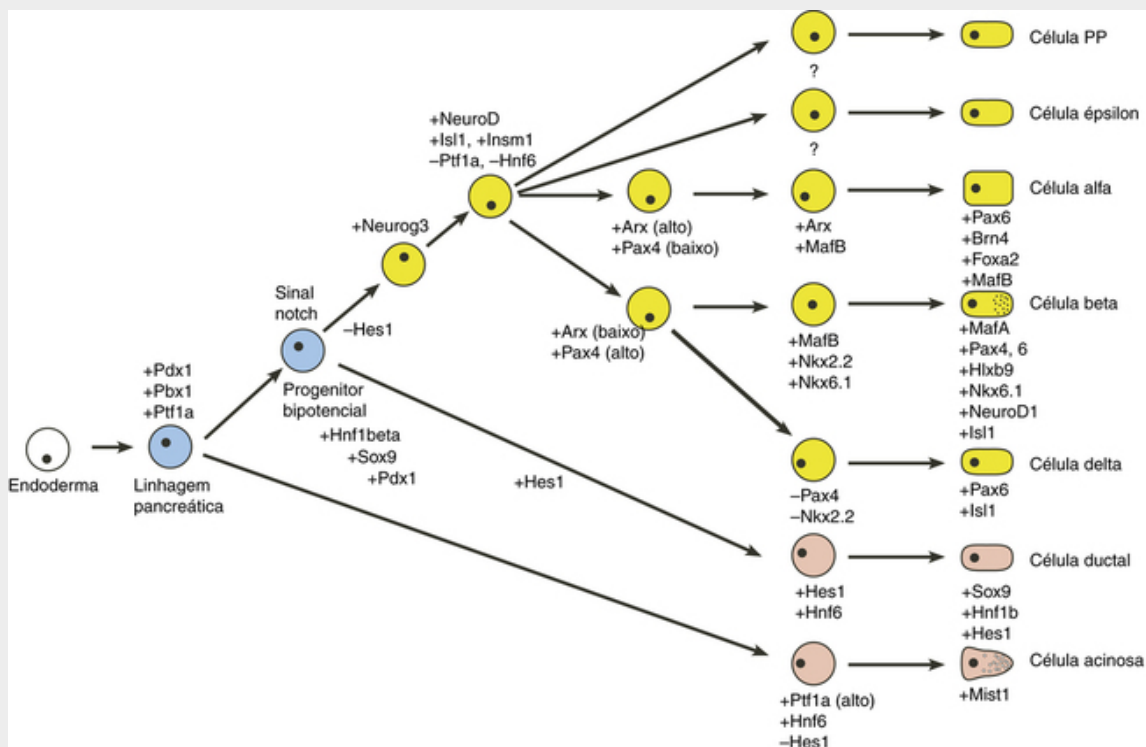 Célula PP
?
Célula épsilon
?
+NeuroD
+Isl1, +Insm1
–Ptf1a, –Hnf6
Célula alfa
+Arx (alto)
+Pax4 (baixo)
+Arx
+MafB
+Pax6
+Brn4
+Foxa2
+MafB
+Neurog3
Célula beta
Sinal
notch
–Hes1
+Arx (baixo)
+Pax4 (alto)
+MafB
+Nkx2.2
+Nkx6.1
+MafA
+Pax4, 6
+Hlxb9
+Nkx6.1
+NeuroD1
+Isl1
+Pdx1
+Pbx1
+Ptf1a
Progenitor
bipotencial
+Hnf1beta
+Sox9
+Pdx1
Endoderma
Linhagem
pancreática
+Hes1
Célula delta
–Pax4
–Nkx2.2
+Pax6
+Isl1
Célula ductal
+Hes1
+Hnf6
+Sox9
+Hnf1b
+Hes1
Célula acinosa
+Ptf1a (alto)
+Hnf6
–Hes1
+Mist1